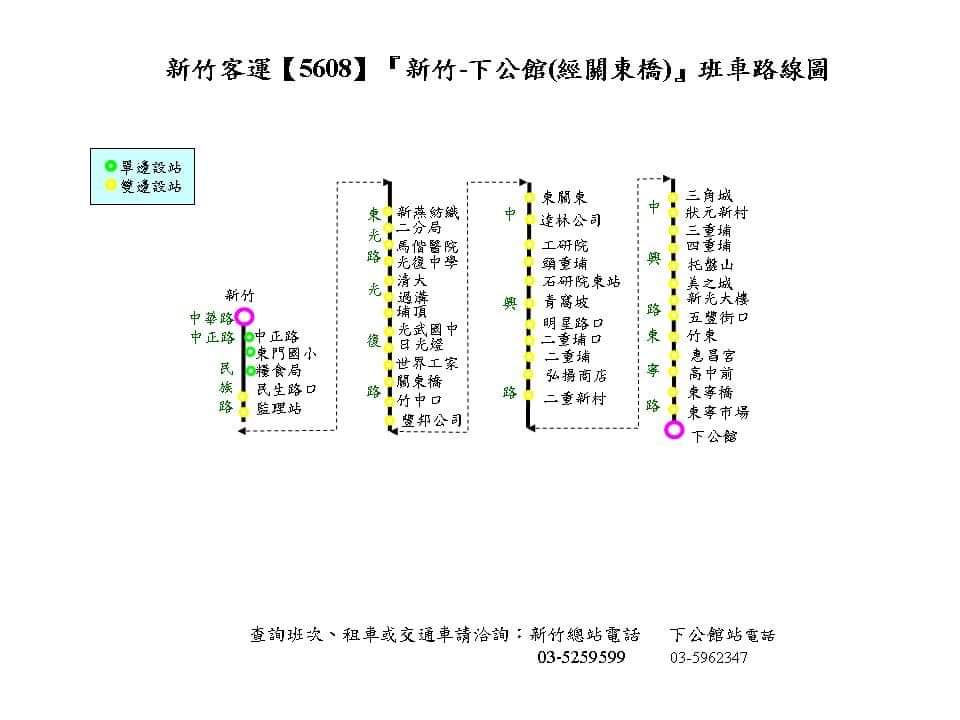 新竹客運【5608】『新竹-下公館(經關東橋)』班車路線圖
單邊設站
雙邊設站
新竹
中華路
中正路
民族路
中正路
東門國小
糧食局
民生路口
監理站
東光路
光復路
新燕紡織
二分局
馬偕醫院
光復中學
清大
過溝
埔頂
光武國中
日光燈
世界工家
關東橋
竹中口
豐邦公司
中興路
東關東
達林公司
工研院
頭重埔
石研院東站
青窩坡
明星路口
二重埔口
二重埔
弘揚商店
二重新村
中興路
東寧路
三角城
狀元新村
三重埔
四重埔
托盤山
美之城
新光大樓
五豐街口
竹東
惠昌宮
高中前
東寧橋
東寧市場
下公館
查詢班次、租車或交通車請洽詢：新竹總站電話 下公館站電話
03-5259599 03-5962347